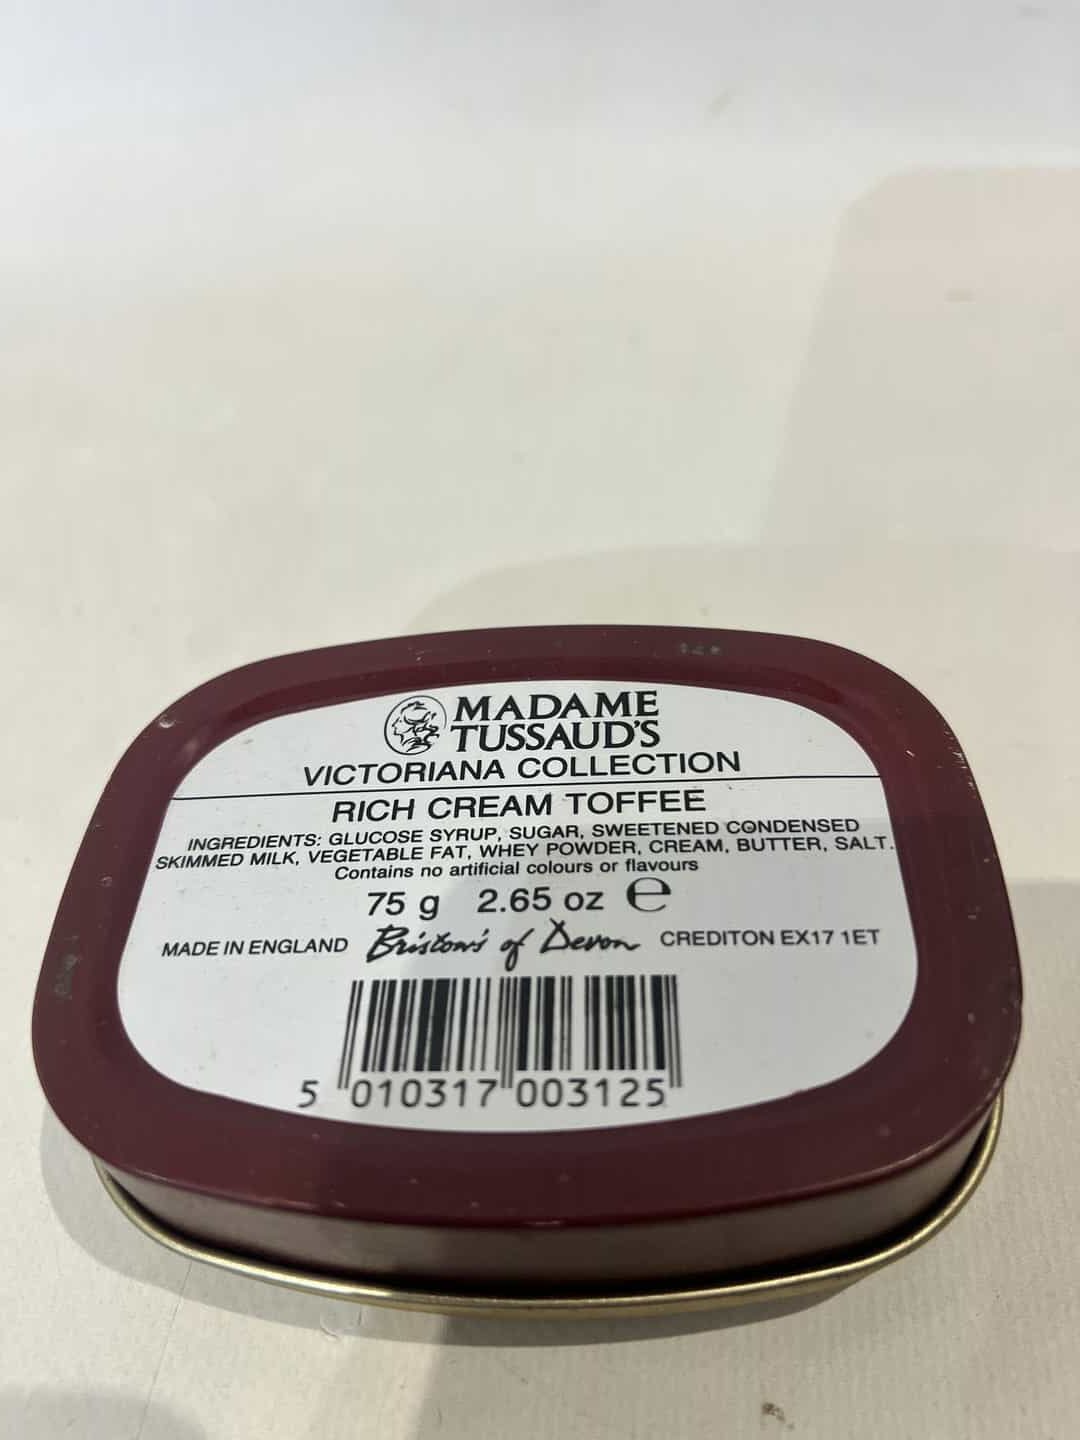 MADAME
TUSSAUD'S
VICTORIANA COLLECTION
RICH CREAM TOFFEE
INGREDIENTS: GLUCOSE SYRUP, SUGAR, SWEETENED CONDENSED
SKIMMED MILK, VEGETABLE FAT, WHEY POWDER, CREAM, BUTTER, SALT.
Contains no artificial colours or flavours
75 g 2.65 oz ℮
MADE IN ENGLAND Bristows of Devon CREDITON EX17 1ET
5 010317 003125